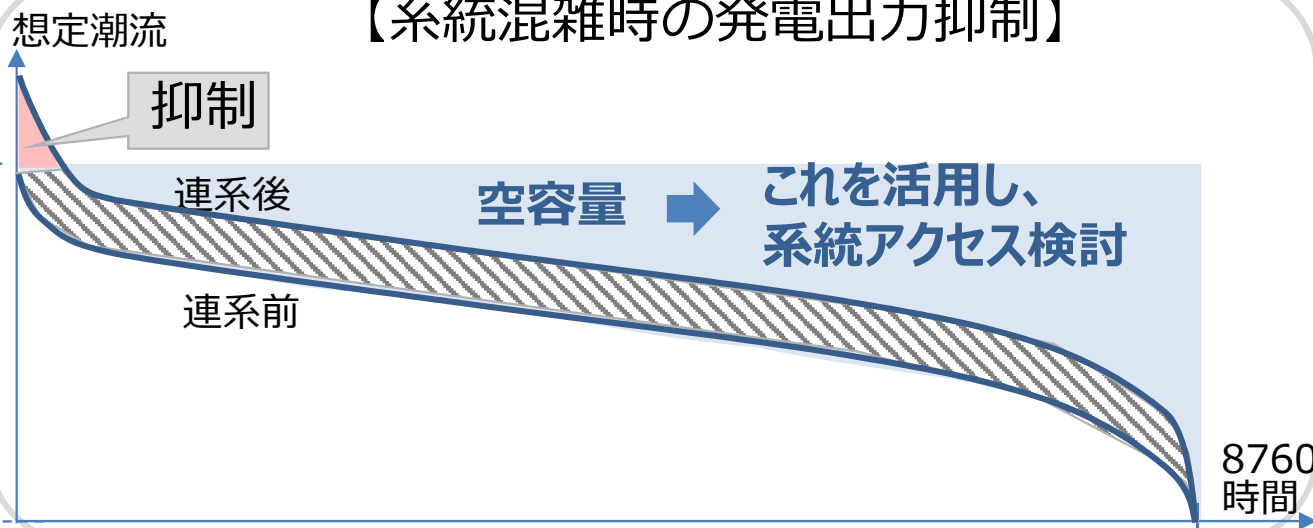 【系統混雑時の発電出力抑制】
想定潮流
抑制
連系後
空容量
これを活用し、
系統アクセス検討
連系前
8760
時間